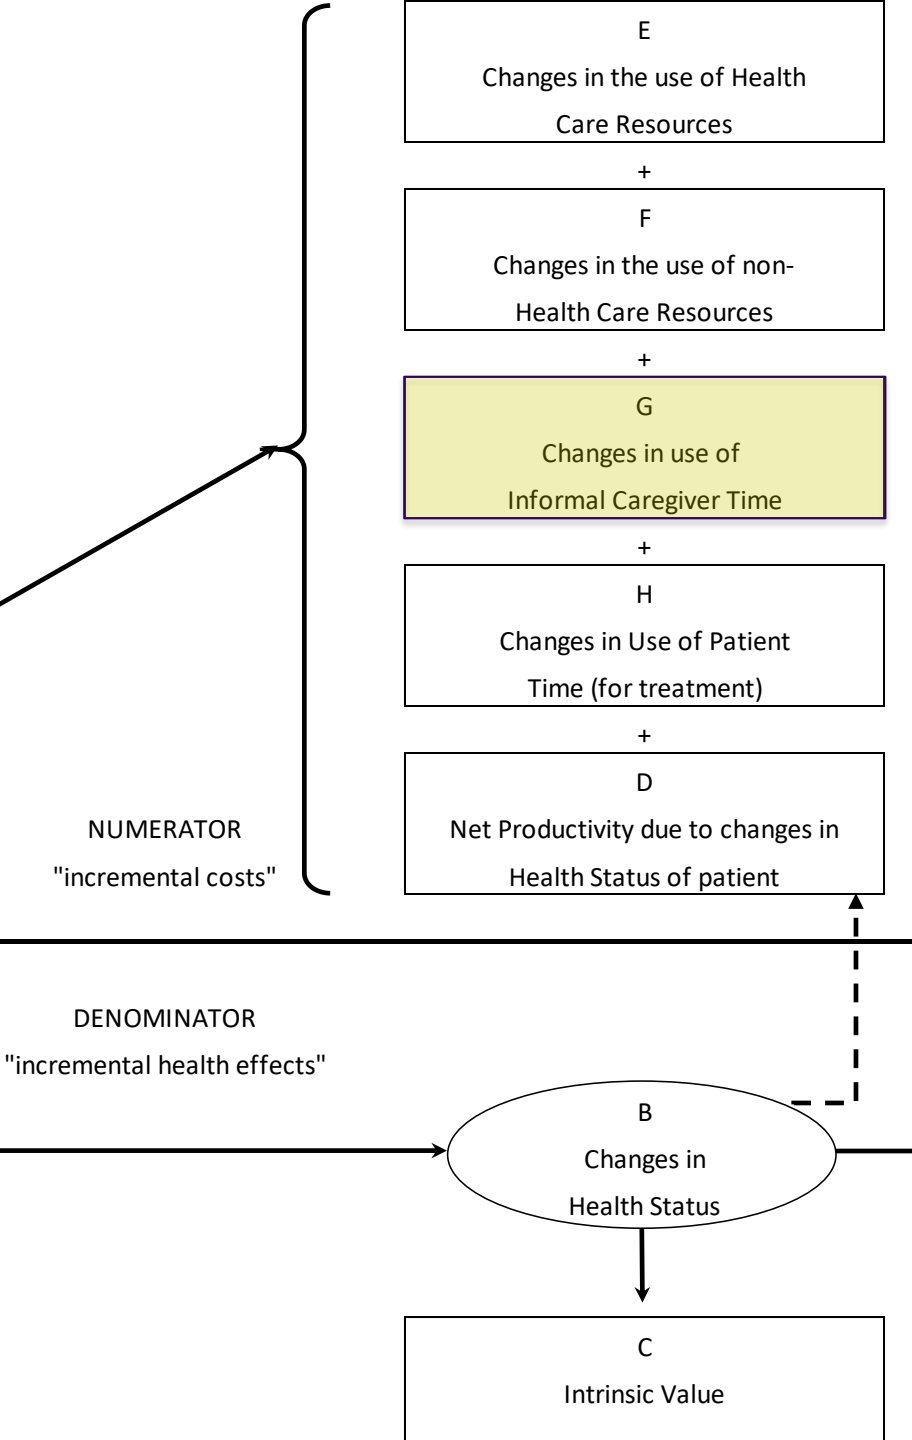 E
Changes in the use of Health
Care Resources
+
F
Changes in the use of non-
Health Care Resources
+
G
Changes in use of
Informal Caregiver Time
+
H
Changes in Use of Patient
Time (for treatment)
+
D
Net Productivity due to changes in
Health Status of patient
NUMERATOR
"incremental costs"
DENOMINATOR
"incremental health effects"
B
Changes in
Health Status
C
Intrinsic Value